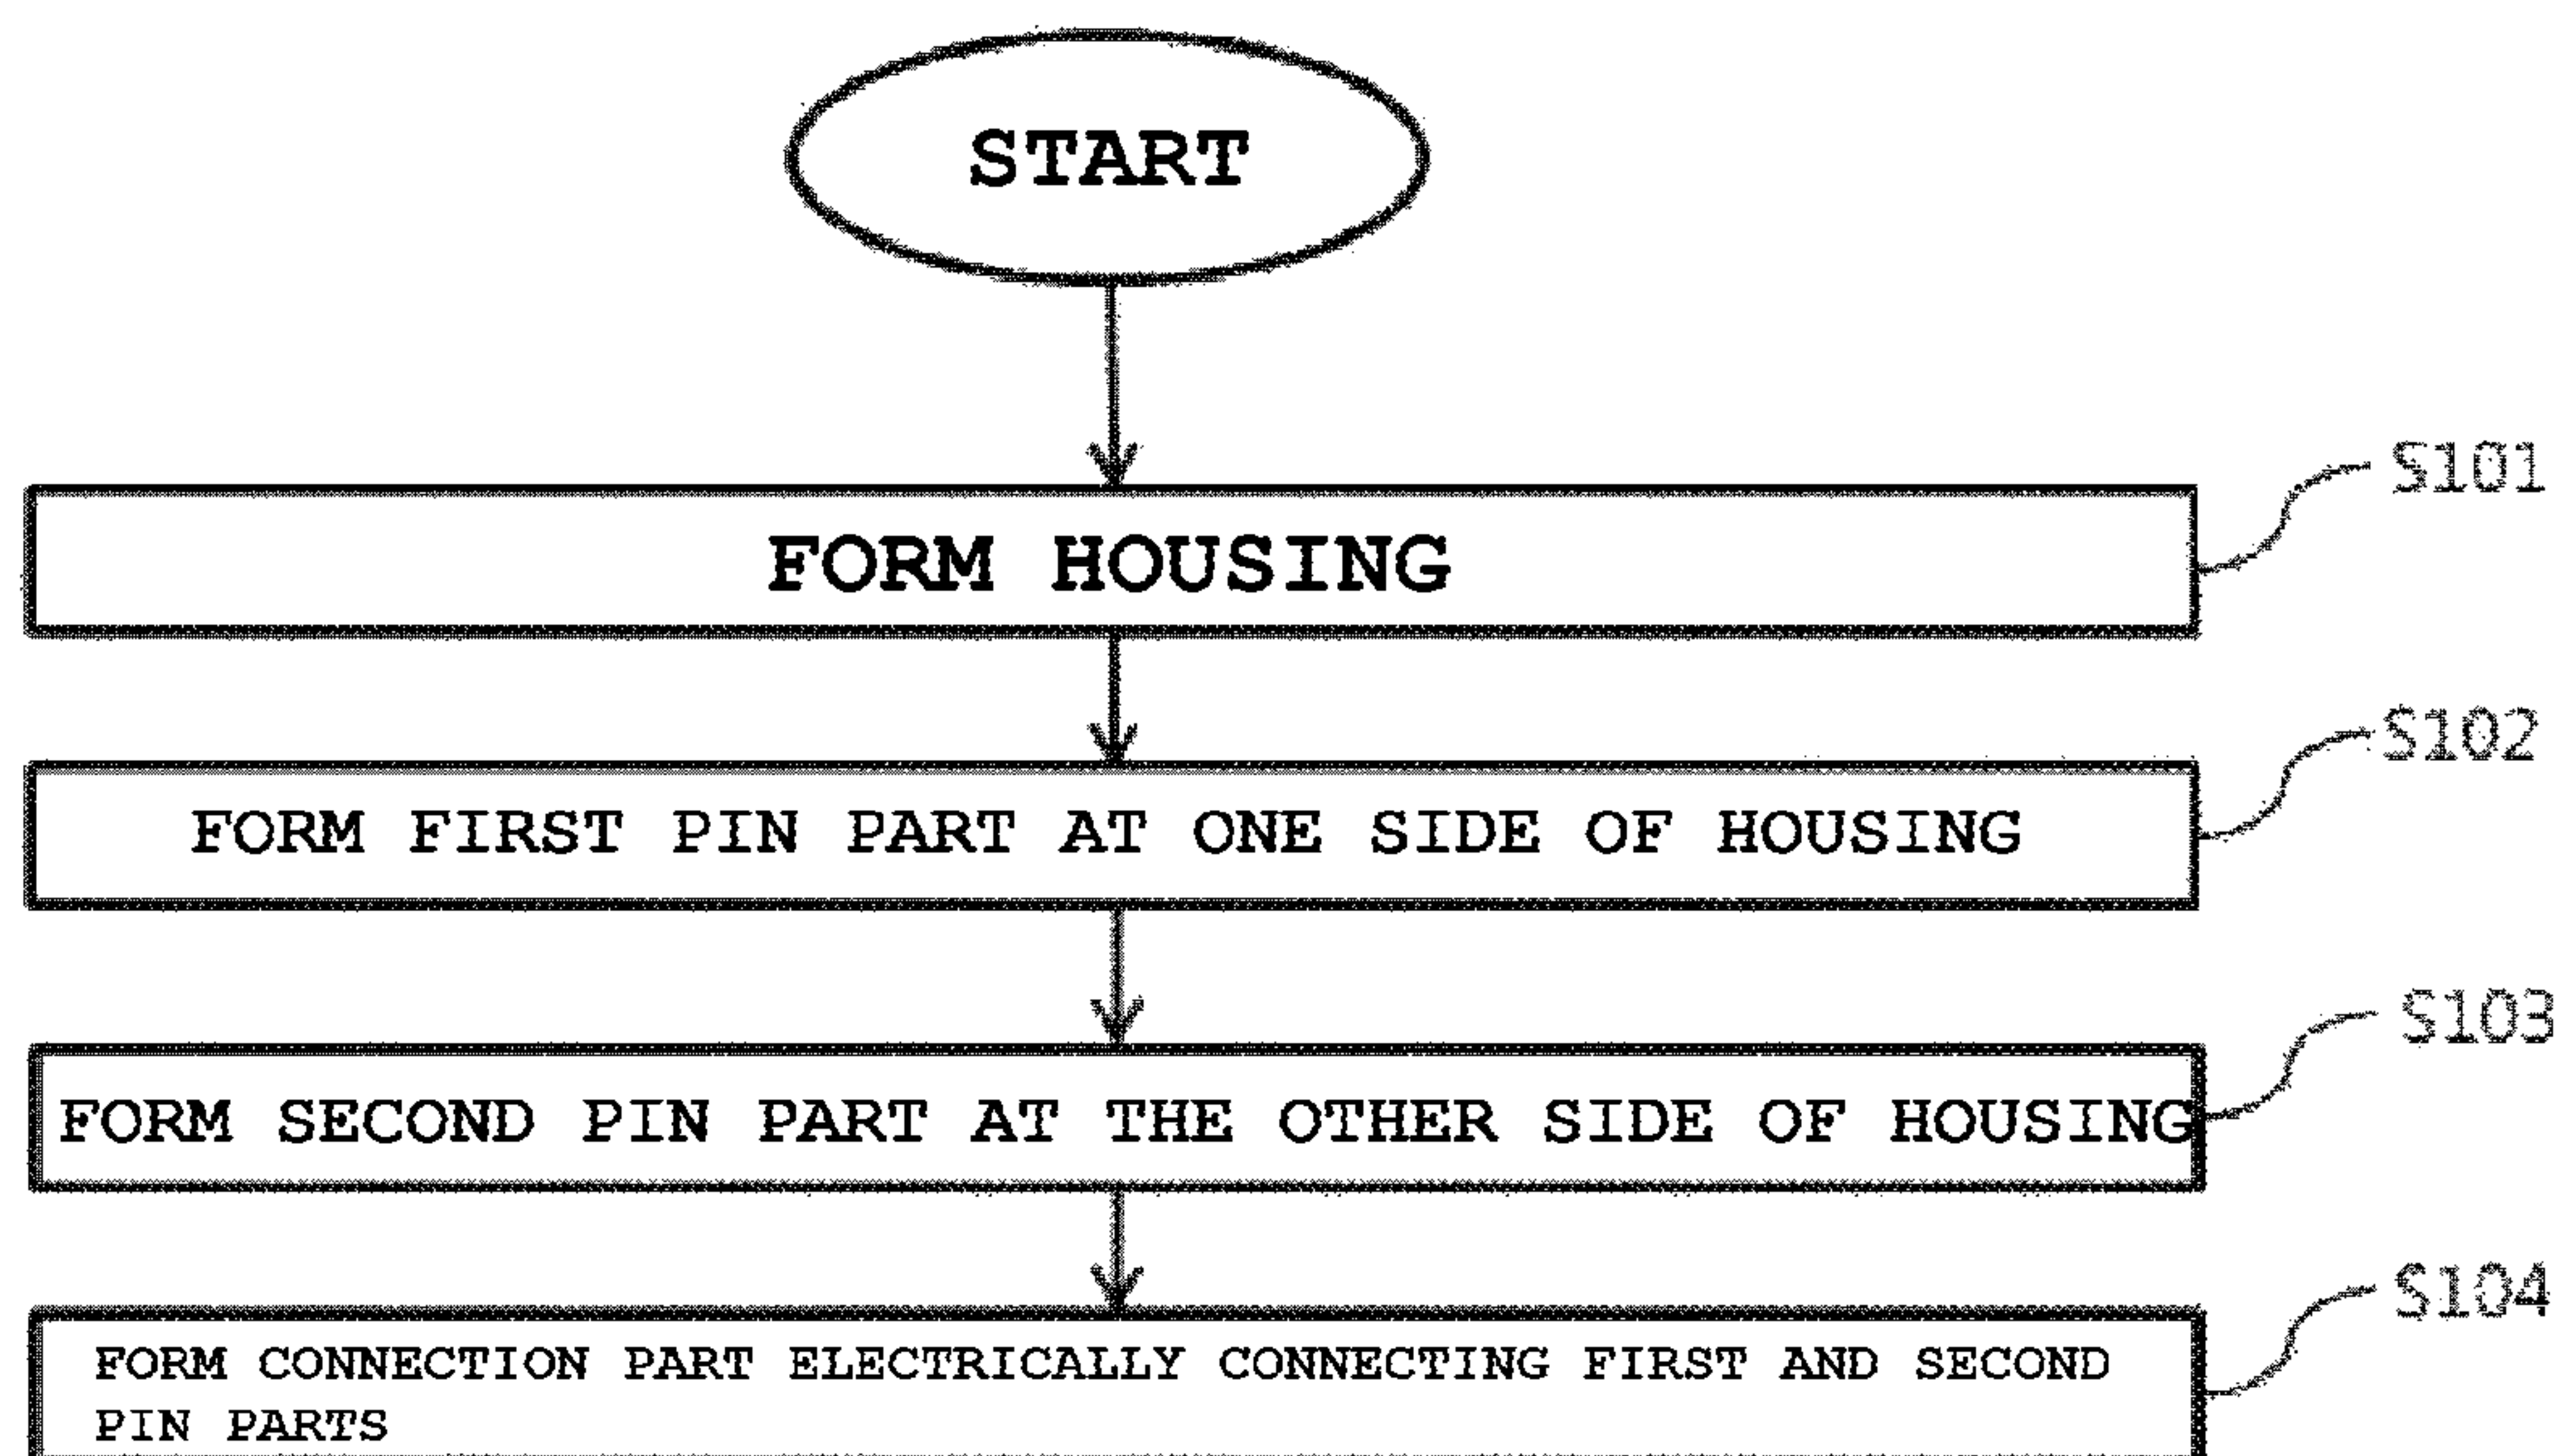 START
S101
FORM HOUSING
S102
FORM FIRST PIN PART AT ONE SIDE OF HOUSING
S103
FORM SECOND PIN PART AT THE OTHER SIDE OF HOUSING
S104
FORM CONNECTION PART ELECTRICALLY CONNECTING FIRST AND SECOND
PIN PARTS